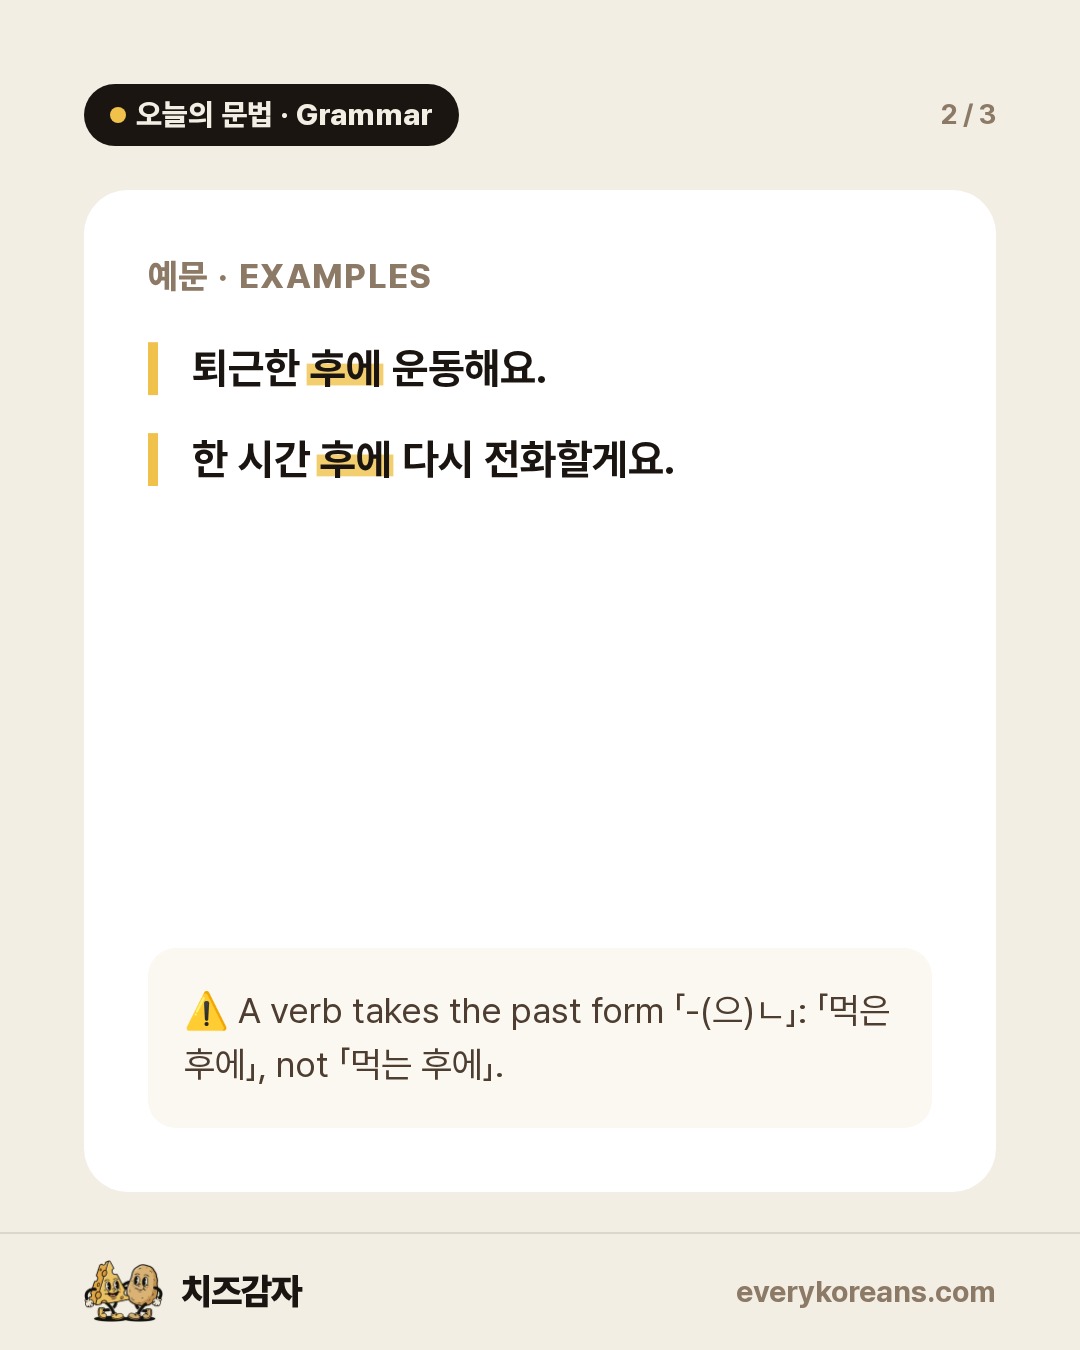 오늘의 문법 · Grammar
2 / 3
예문 · EXAMPLES
퇴근한 후에 운동해요.
한 시간 후에 다시 전화할게요.
⚠️ A verb takes the past form 「-(으)ㄴ」: 「먹은
후에」, not 「먹는 후에」.
치즈감자
everykoreans.com